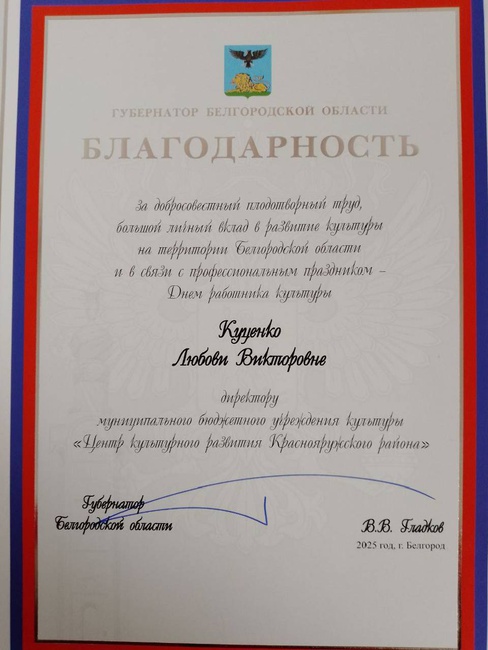 ГУБЕРНАТОР БЕЛГОРОДСКОЙ ОБЛАСТИ
БЛАГОДАРНОСТЬ
За добросовестный плодотворный труд,
большой личный вклад в развитие культуры
на территории Белгородской области
и в связи с профессиональным праздником –
Днем работника культуры
Куценко
Любови Викторовне
директору
муниципального бюджетного учреждения культуры
«Центр культурного развития Краснояружского района»
Губернатор
Белгородской области
В.В. Гладков
2025 год, г. Белгород